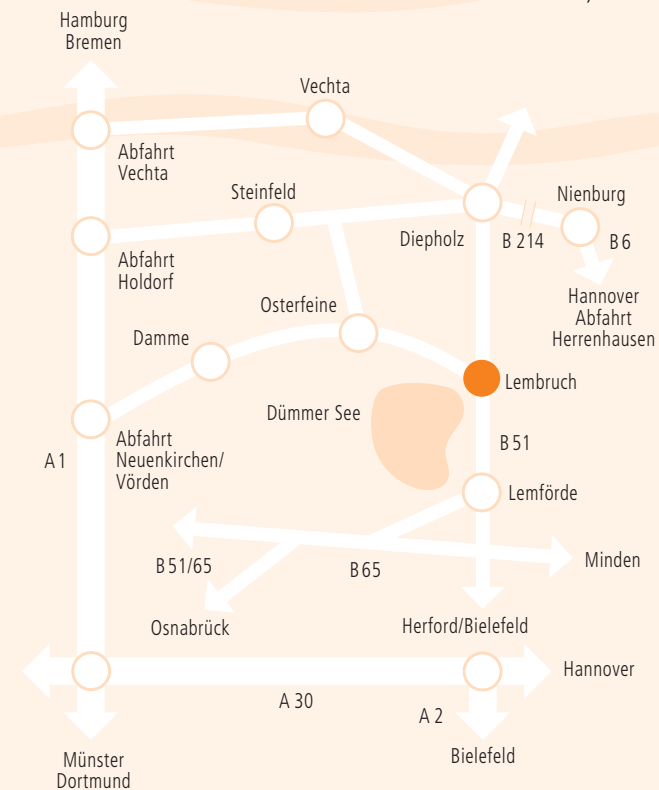 Hamburg
Bremen
Vechta
Abfahrt
Vechta
Steinfeld
Nienburg
Diepholz
B 214
B 6
Abfahrt
Holdorf
Hannover
Abfahrt
Herrenhausen
Osterfeine
Damme
Lembruch
Dümmer See
Abfahrt
Neuenkirchen/
Vörden
A 1
B 51
Lemförde
B 51/65
B 65
Minden
Osnabrück
Herford/Bielefeld
Hannover
A 30
A 2
Münster
Dortmund
Bielefeld